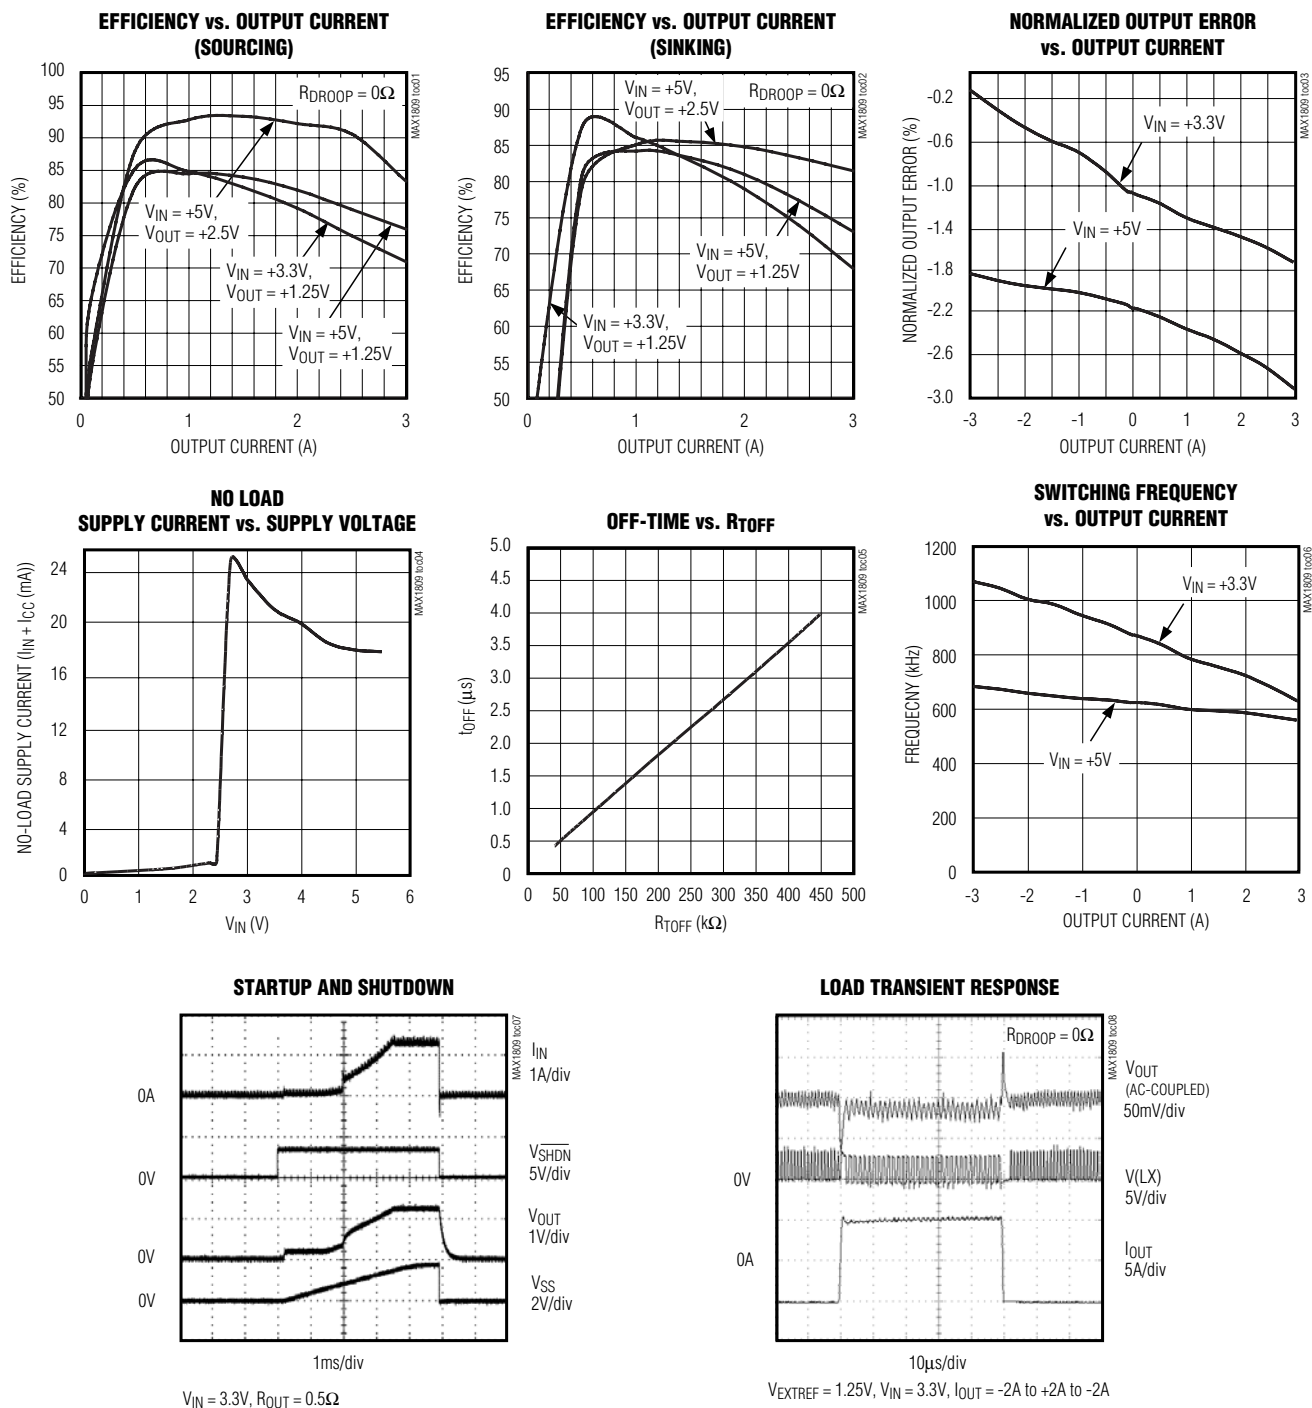 EFFICIENCY vs. OUTPUT CURRENT
(SOURCING)
100
95
90
85
80
75
70
65
60
55
50
EFFICIENCY (%)
RDROOP = 0Ω
VIN = +5V,
VOUT = +2.5V
VIN = +3.3V,
VOUT = +1.25V
VIN = +5V,
VOUT = +1.25V
0 1 2 3
OUTPUT CURRENT (A)
MAX1809 toc01
EFFICIENCY vs. OUTPUT CURRENT
(SINKING)
95
90
85
80
75
70
65
60
55
50
EFFICIENCY (%)
VIN = +5V,
VOUT = +2.5V
RDROOP = 0Ω
VIN = +5V,
VOUT = +1.25V
VIN = +3.3V,
VOUT = +1.25V
0 1 2 3
OUTPUT CURRENT (A)
MAX1809 toc02
NORMALIZED OUTPUT ERROR
vs. OUTPUT CURRENT
-0.2
-0.6
-1.0
-1.4
-1.8
-2.2
-2.6
-3.0
NORMALIZED OUTPUT ERROR (%)
VIN = +3.3V
VIN = +5V
-3 -2 -1 0 1 2 3
OUTPUT CURRENT (A)
MAX1809 toc03
NO LOAD
SUPPLY CURRENT vs. SUPPLY VOLTAGE
24
20
16
12
8
4
0
NO-LOAD SUPPLY CURRENT (IIN + ICC (mA))
0 1 2 3 4 5 6
VIN (V)
MAX1809 toc04
OFF-TIME vs. RTOFF
5.0
4.5
4.0
3.5
3.0
2.5
2.0
1.5
1.0
0.5
0
tOFF (µs)
0 50 100 150 200 250 300 350 400 450 500
RTOFF (kΩ)
MAX1809 toc05
SWITCHING FREQUENCY
vs. OUTPUT CURRENT
1200
1000
800
600
400
200
0
FREQUECNY (kHz)
VIN = +3.3V
VIN = +5V
-3 -2 -1 0 1 2 3
OUTPUT CURRENT (A)
MAX1809 toc06
STARTUP AND SHUTDOWN
0A
0V
0V
0V
IIN
1A/div
VSHDN
5V/div
VOUT
1V/div
VSS
2V/div
MAX1809 toc07
1ms/div
VIN = 3.3V, ROUT = 0.5Ω
LOAD TRANSIENT RESPONSE
RDROOP = 0Ω
0V
0A
VOUT
(AC-COUPLED)
50mV/div
V(LX)
5V/div
IOUT
5A/div
MAX1809 toc08
10µs/div
VEXTREF = 1.25V, VIN = 3.3V, IOUT = -2A to +2A to -2A